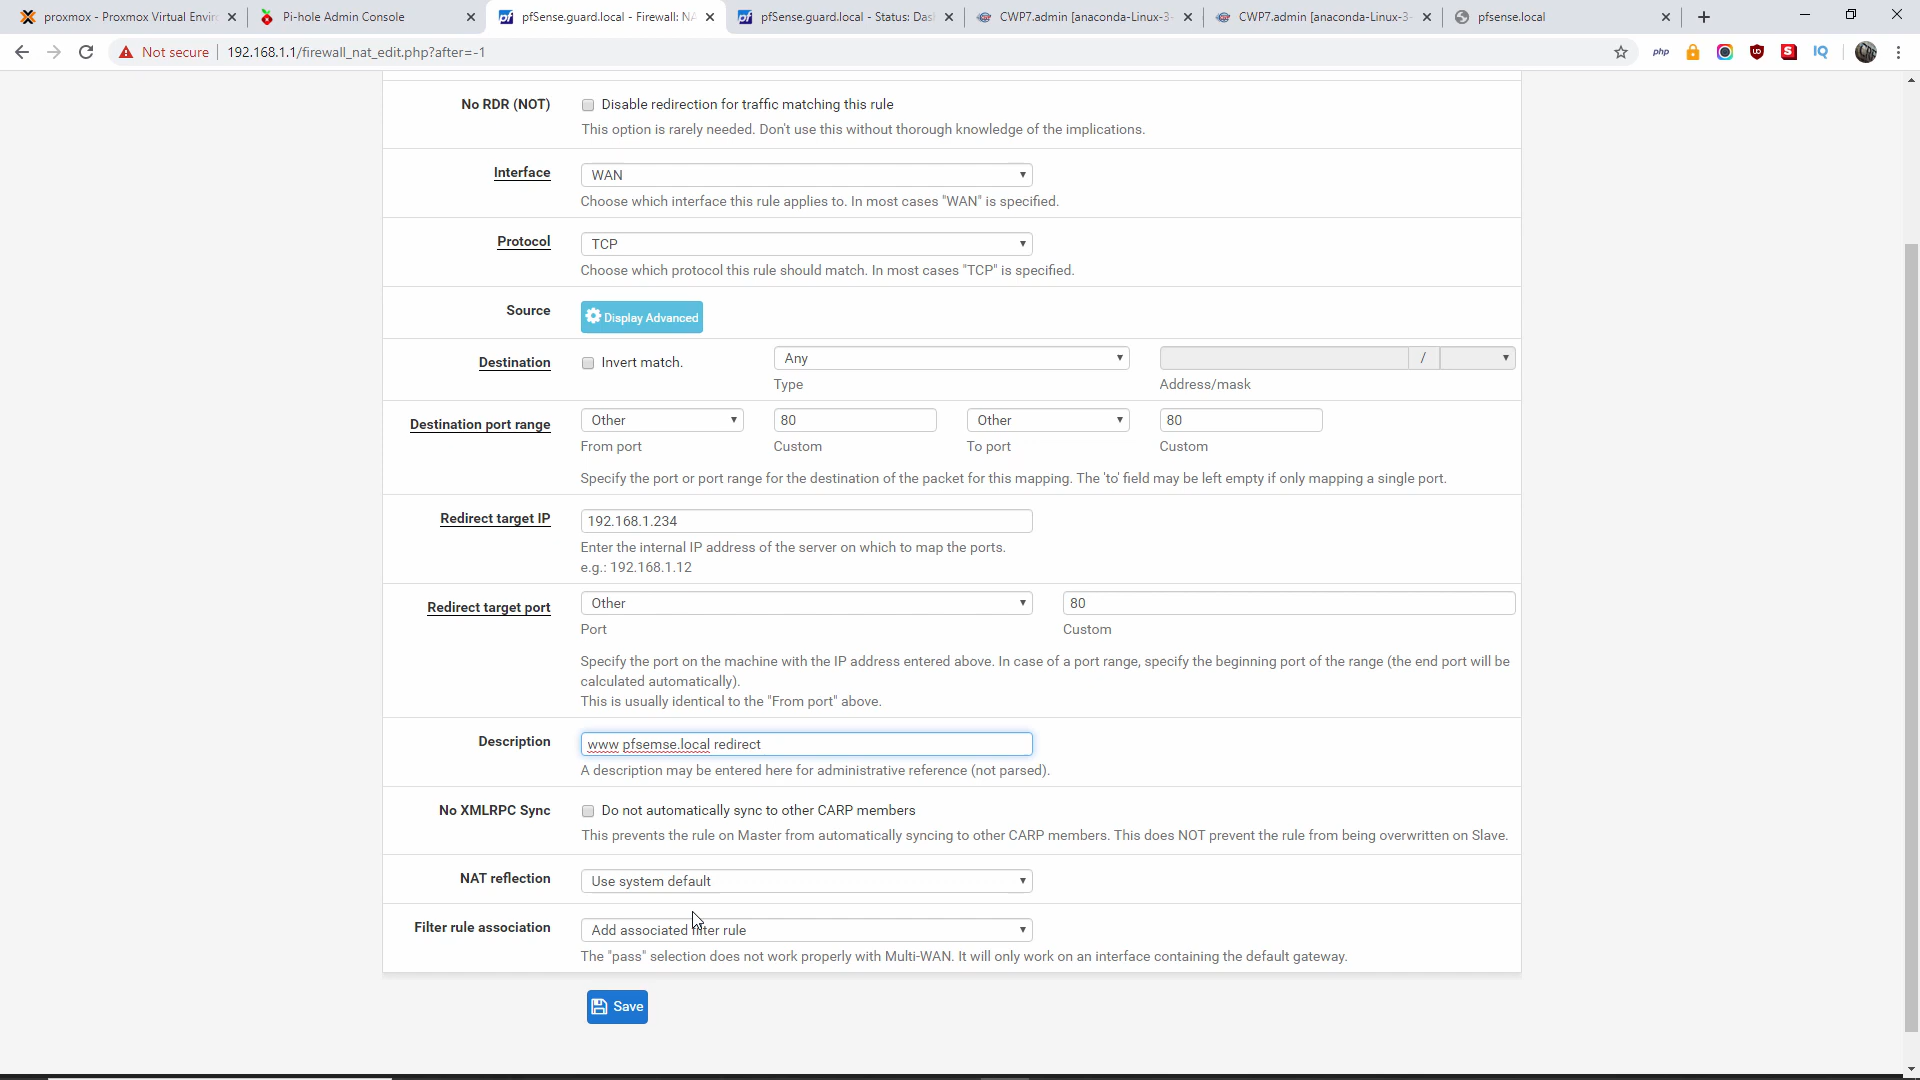 proxmox - Proxmox Virtual Enviro
Pi-hole Admin Console
pfSense.guard.local - Firewall: NA
pfSense.guard.local - Status: Das
CWP7.admin [anaconda-Linux-3-
CWP7.admin [anaconda-Linux-3-
pfsense.local
Not secure
192.168.1.1/firewall_nat_edit.php?after=-1
php
IQ
No RDR (NOT)
Disable redirection for traffic matching this rule
This option is rarely needed. Don't use this without thorough knowledge of the implications.
Interface
WAN
Choose which interface this rule applies to. In most cases "WAN" is specified.
Protocol
TCP
Choose which protocol this rule should match. In most cases "TCP" is specified.
Source
Display Advanced
Destination
Invert match.
Any
/
Type
Address/mask
Destination port range
Other
80
Other
80
From port
Custom
To port
Custom
Specify the port or port range for the destination of the packet for this mapping. The 'to' field may be left empty if only mapping a single port.
Redirect target IP
192.168.1.234
Enter the internal IP address of the server on which to map the ports.
e.g.: 192.168.1.12
Redirect target port
Other
80
Port
Custom
Specify the port on the machine with the IP address entered above. In case of a port range, specify the beginning port of the range (the end port will be
calculated automatically).
This is usually identical to the "From port" above.
Description
www pfsemse.local redirect
A description may be entered here for administrative reference (not parsed).
No XMLRPC Sync
Do not automatically sync to other CARP members
This prevents the rule on Master from automatically syncing to other CARP members. This does NOT prevent the rule from being overwritten on Slave.
NAT reflection
Use system default
Filter rule association
Add associated filter rule
The "pass" selection does not work properly with Multi-WAN. It will only work on an interface containing the default gateway.
Save